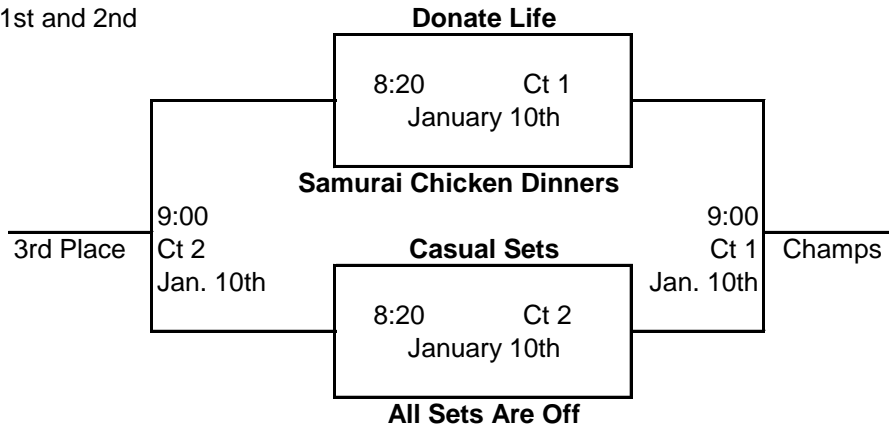 1st and 2nd
Donate Life
8:20 Ct 1
January 10th
Samurai Chicken Dinners
9:00
Ct 2
Jan. 10th
3rd Place
9:00
Ct 1
Jan. 10th
Champs
Casual Sets
8:20 Ct 2
January 10th
All Sets Are Off